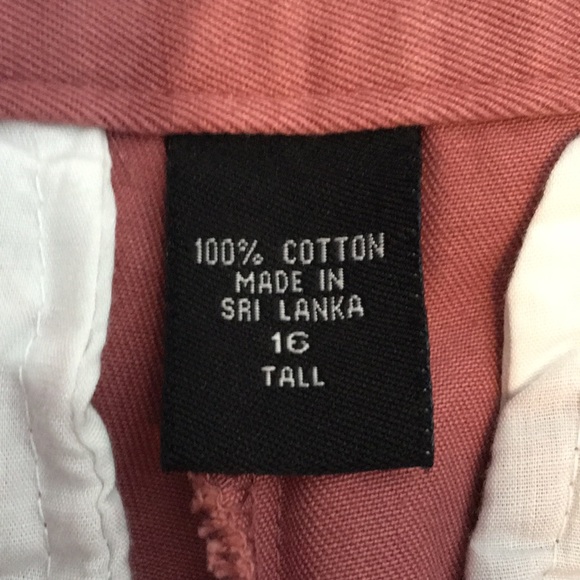 100% COTTON
MADE IN
SRI LANKA
16
TALL